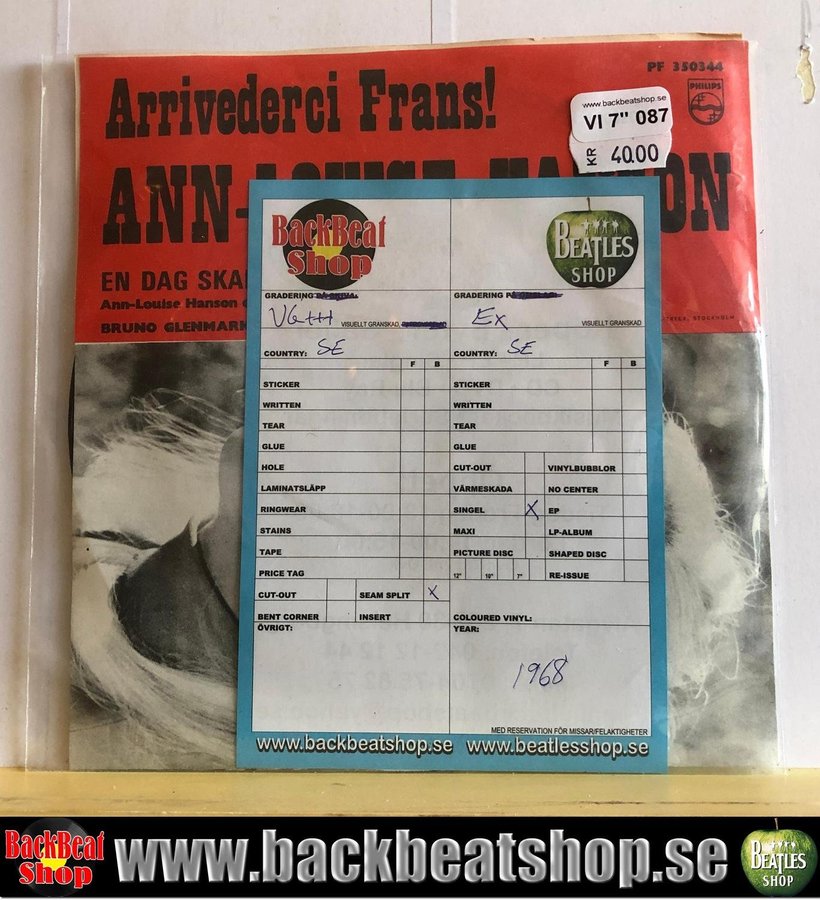 Arrivederci Frans!
PF 350344
PHILIPS
www.backbeatshop.se
VI 7" 087
KR 40.00
ANN-
ON
EN DAG SKA
Ann-Louise Hanson
BRUNO GLENMARK
STOCKHOLM
BackBeat
Shop
BEATLES
SHOP
GRADERING
VG+++ VISUELLT GRANSKAD,
GRADERING
Ex VISUELLT GRANSKAD
COUNTRY: SE
COUNTRY: SE
F B
F B
STICKER
STICKER
WRITTEN
WRITTEN
TEAR
TEAR
GLUE
GLUE
HOLE
CUT-OUT VINYLBUBBLOR
LAMINATSLÄPP
VÄRMESKADA NO CENTER
RINGWEAR
SINGEL X EP
STAINS
MAXI LP-ALBUM
TAPE
PICTURE DISC SHAPED DISC
PRICE TAG
12" 10" 7" RE-ISSUE
CUT-OUT SEAM SPLIT X
BENT CORNER INSERT
COLOURED VINYL:
ÖVRIGT:
YEAR:
1968
MED RESERVATION FÖR MISSAR/FELAKTIGHETER
www.backbeatshop.se www.beatlesshop.se
BackBeat
Shop
www.backbeatshop.se
BEATLES
SHOP